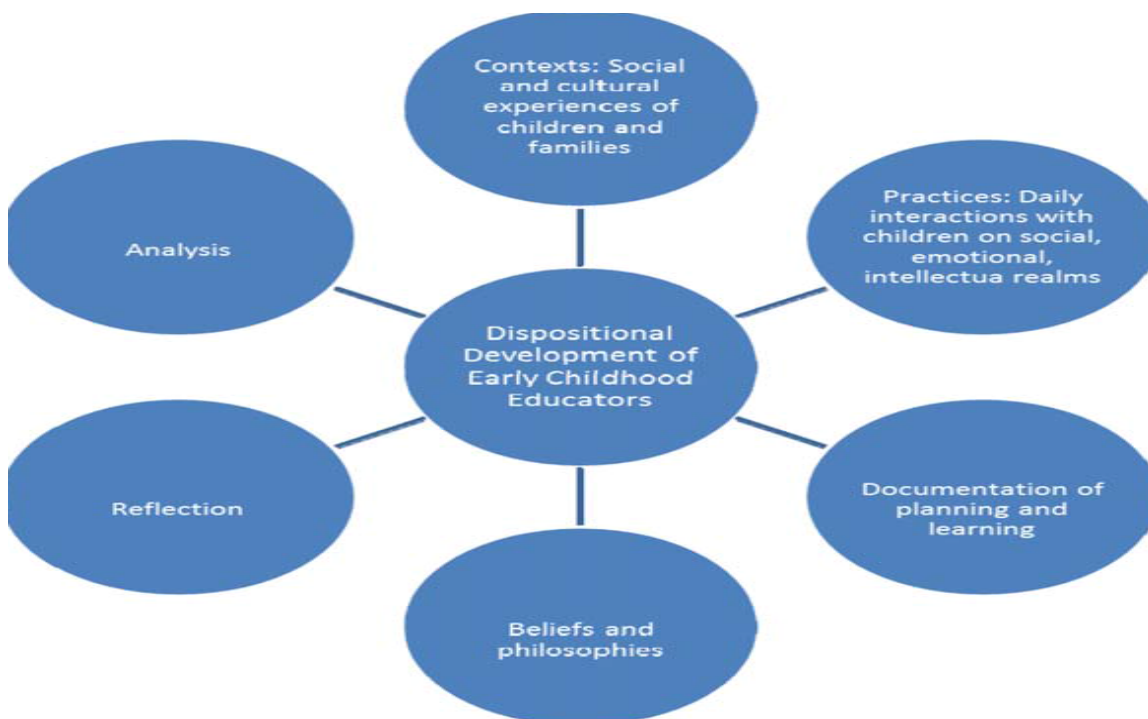 Contexts: Social
and cultural
experiences of
children and
families
Practices: Daily
interactions with
children on social,
emotional,
intellectua realms
Documentation of
planning and
learning
Beliefs and
philosophies
Reflection
Analysis
Dispositional
Development of
Early Childhood
Educators